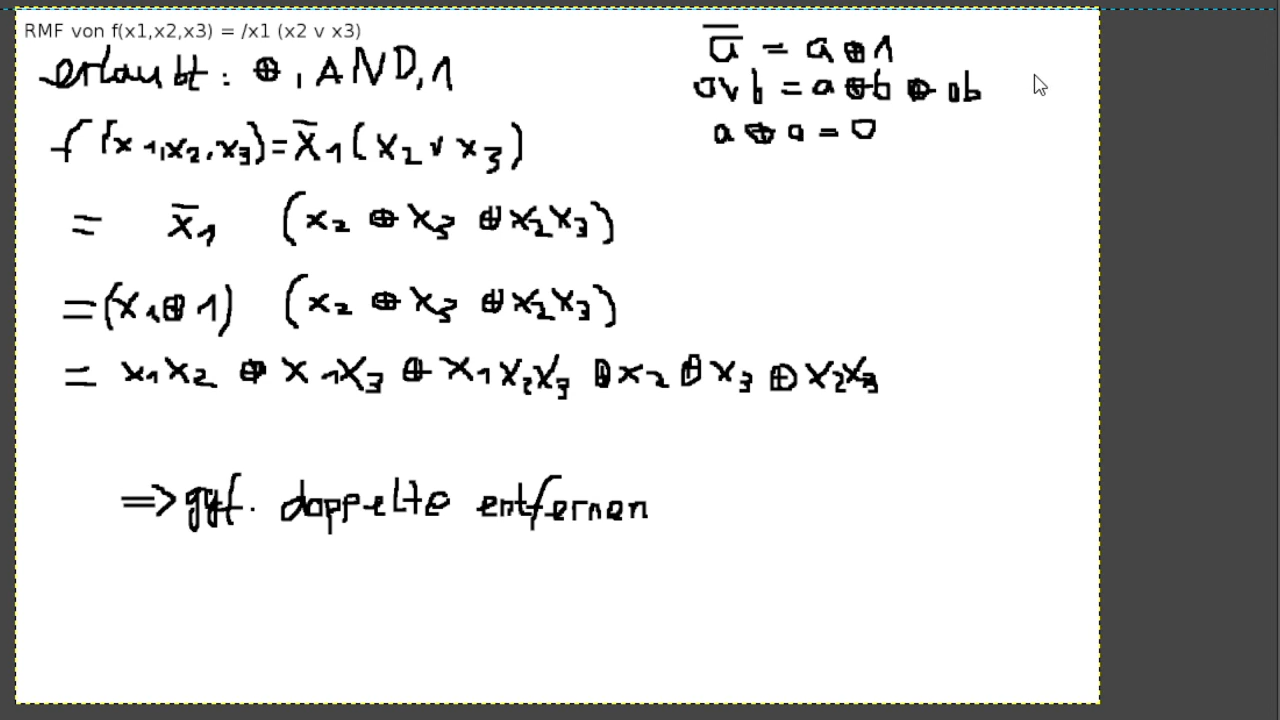 RMF von f(x1,x2,x3) = /x1 (x2 v x3)
erlaubt: ⊕, AND, 1
f(x1,x2,x3) = x̅1(x2 ∨ x3)
= x̅1 (x2 ⊕ x3 ⊕ x2x3)
= (x1 ⊕ 1) (x2 ⊕ x3 ⊕ x2x3)
= x1x2 ⊕ x1x3 ⊕ x1x2x3 ⊕ x2 ⊕ x3 ⊕ x2x3
=> ggf. doppelte entfernen
a̅ = a ⊕ 1
a ∨ b = a ⊕ b ⊕ ab
a ⊕ a = 0